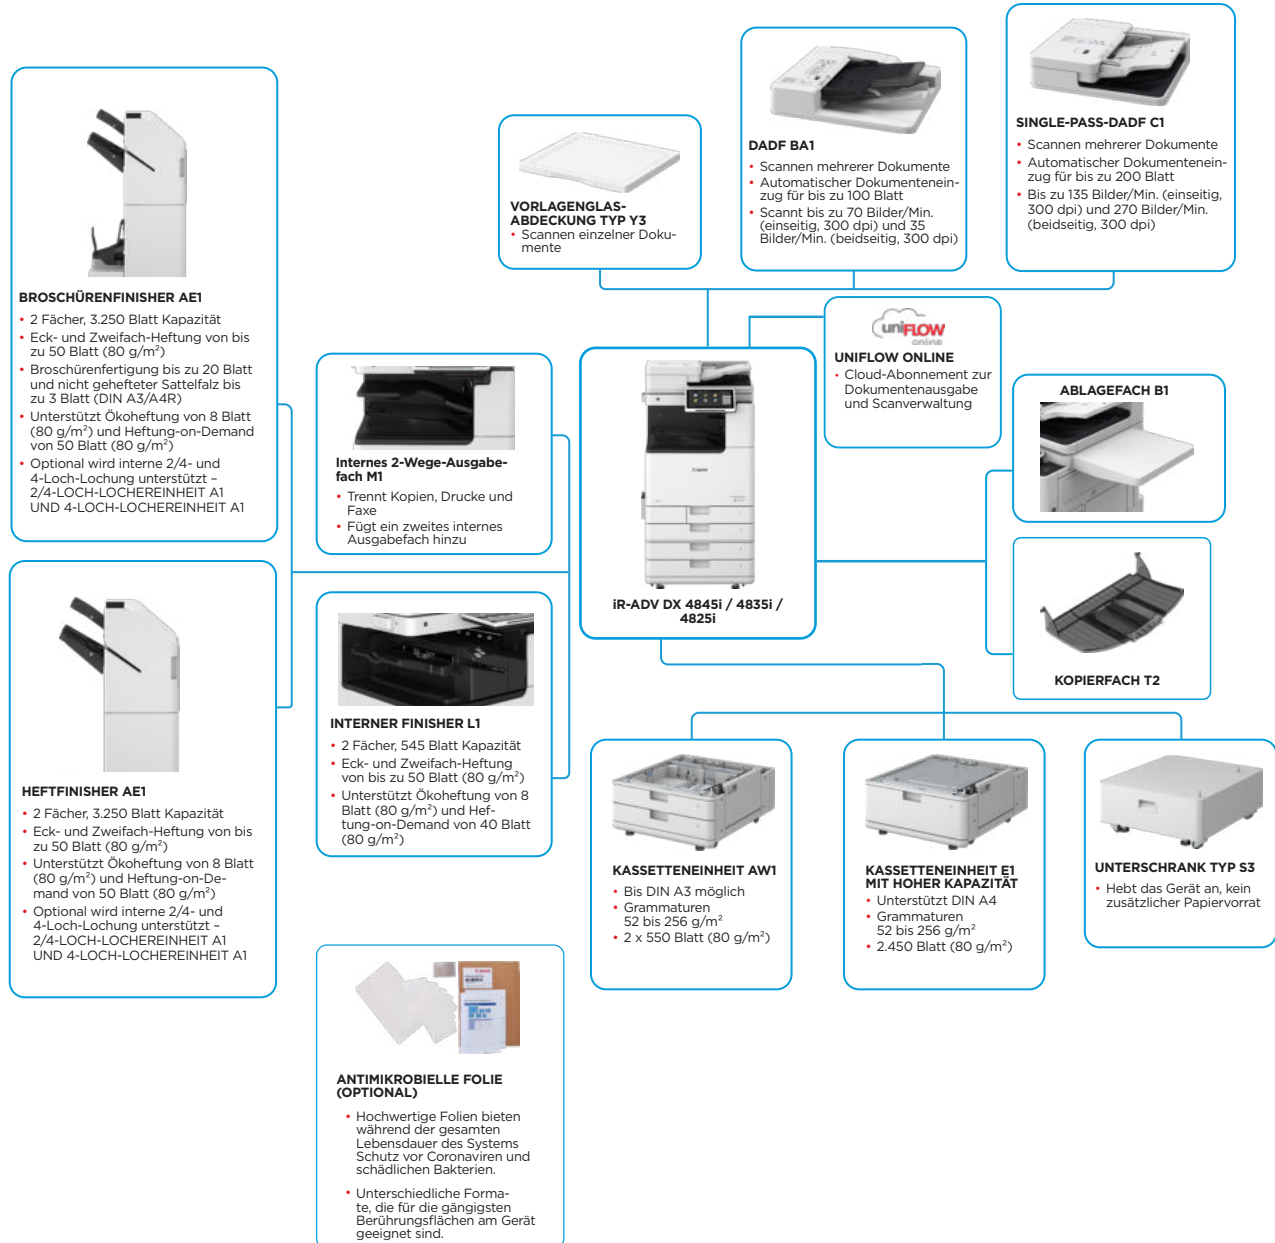 BROSCHÜRENFINISHER AE1
• 2 Fächer, 3.250 Blatt Kapazität
• Eck- und Zweifach-Heftung von bis
zu 50 Blatt (80 g/m²)
• Broschürenfertigung bis zu 20 Blatt
und nicht gehefteter Sattelfalz bis
zu 3 Blatt (DIN A3/A4R)
• Unterstützt Ökoheftung von 8 Blatt
(80 g/m²) und Heftung-on-Demand
von 50 Blatt (80 g/m²)
• Optional wird interne 2/4- und
4-Loch-Lochung unterstützt –
2/4-LOCH-LOCHEREINHEIT A1
UND 4-LOCH-LOCHEREINHEIT A1
HEFTFINISHER AE1
• 2 Fächer, 3.250 Blatt Kapazität
• Eck- und Zweifach-Heftung von bis
zu 50 Blatt (80 g/m²)
• Unterstützt Ökoheftung von 8 Blatt
(80 g/m²) und Heftung-on-De-
mand von 50 Blatt (80 g/m²)
• Optional wird interne 2/4- und
4-Loch-Lochung unterstützt –
2/4-LOCH-LOCHEREINHEIT A1
UND 4-LOCH-LOCHEREINHEIT A1
Internes 2-Wege-Ausgabe-
fach M1
• Trennt Kopien, Drucke und
Faxe
• Fügt ein zweites internes
Ausgabefach hinzu
INTERNER FINISHER L1
• 2 Fächer, 545 Blatt Kapazität
• Eck- und Zweifach-Heftung
von bis zu 50 Blatt (80 g/m²)
• Unterstützt Ökoheftung von 8
Blatt (80 g/m²) und Hef-
tung-on-Demand von 40 Blatt
(80 g/m²)
ANTIMIKROBIELLE FOLIE
(OPTIONAL)
• Hochwertige Folien bieten
während der gesamten
Lebensdauer des Systems
Schutz vor Coronaviren und
schädlichen Bakterien.
• Unterschiedliche Forma-
te, die für die gängigsten
Berührungsflächen am Gerät
geeignet sind.
VORLAGENGLAS-
ABDECKUNG TYP Y3
• Scannen einzelner Doku-
mente
DADF BA1
• Scannen mehrerer Dokumente
• Automatischer Dokumentenein-
zug für bis zu 100 Blatt
• Scannt bis zu 70 Bilder/Min.
(einseitig, 300 dpi) und 35
Bilder/Min. (beidseitig, 300 dpi)
SINGLE-PASS-DADF C1
• Scannen mehrerer Dokumente
• Automatischer Dokumentenein-
zug für bis zu 200 Blatt
• Bis zu 135 Bilder/Min. (einseitig,
300 dpi) und 270 Bilder/Min.
(beidseitig, 300 dpi)
uniFLOW
online
UNIFLOW ONLINE
• Cloud-Abonnement zur
Dokumentenausgabe
und Scanverwaltung
Canon
iR-ADV DX 4845i / 4835i /
4825i
ABLAGEFACH B1
KOPIERFACH T2
KASSETTENEINHEIT AW1
• Bis DIN A3 möglich
• Grammaturen
52 bis 256 g/m²
• 2 x 550 Blatt (80 g/m²)
KASSETTENEINHEIT E1
MIT HOHER KAPAZITÄT
• Unterstützt DIN A4
• Grammaturen
52 bis 256 g/m²
• 2.450 Blatt (80 g/m²)
UNTERSCHRANK TYP S3
• Hebt das Gerät an, kein
zusätzlicher Papiervorrat